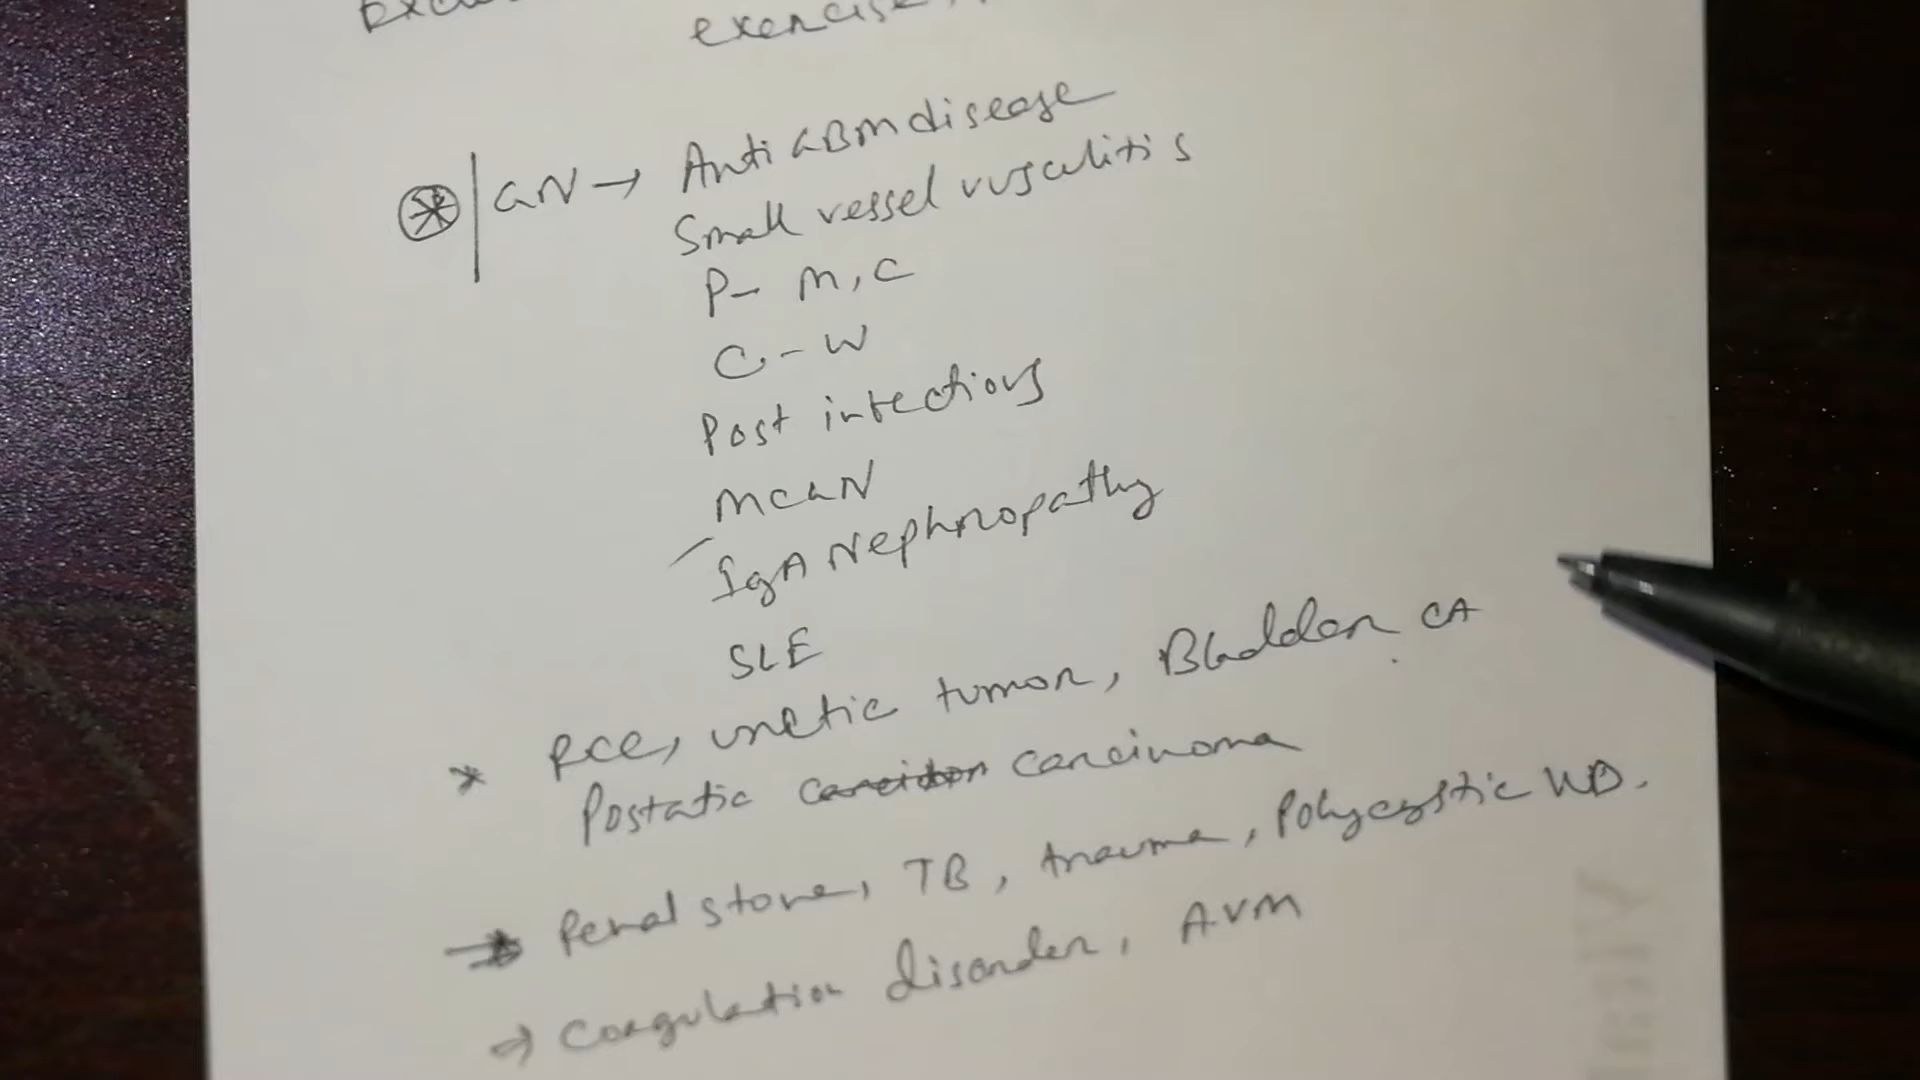 exercise,
GN → Anti GBM disease
Small vessel vusculitis
P- M, C
C - W
Post infectious
MCGN
IgA Nephropathy
SLE
* RCC, uretic tumor, Bladder CA
Postatic carcinoma
→ Renal stone, TB, trauma, Polycystic KD.
→ Coagulation disorder, AVM